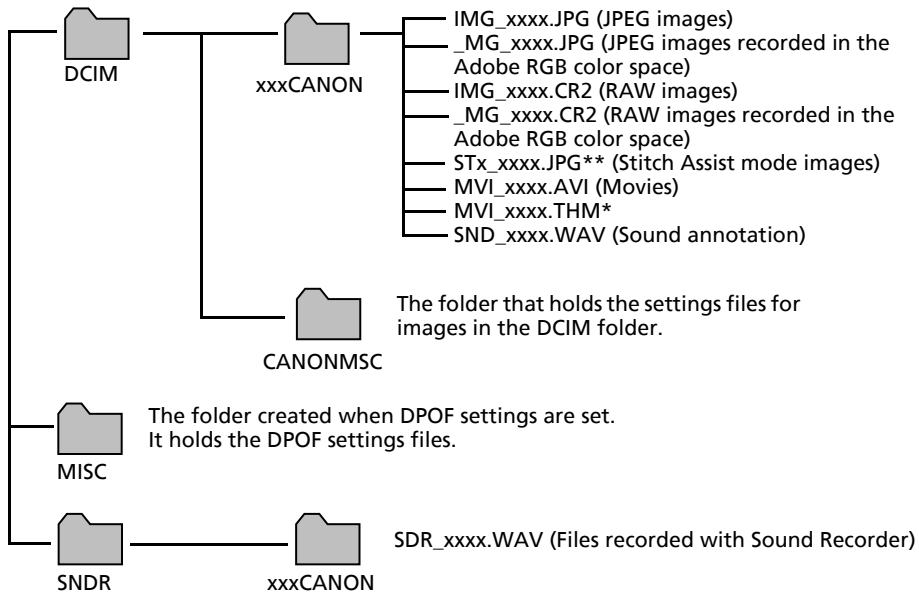 DCIM
xxxCANON
IMG_xxxx.JPG (JPEG images)
_MG_xxxx.JPG (JPEG images recorded in the
Adobe RGB color space)
IMG_xxxx.CR2 (RAW images)
_MG_xxxx.CR2 (RAW images recorded in the
Adobe RGB color space)
STx_xxxx.JPG** (Stitch Assist mode images)
MVI_xxxx.AVI (Movies)
MVI_xxxx.THM*
SND_xxxx.WAV (Sound annotation)
CANONMSC
The folder that holds the settings files for
images in the DCIM folder.
MISC
The folder created when DPOF settings are set.
It holds the DPOF settings files.
SNDR
xxxCANON
SDR_xxxx.WAV (Files recorded with Sound Recorder)